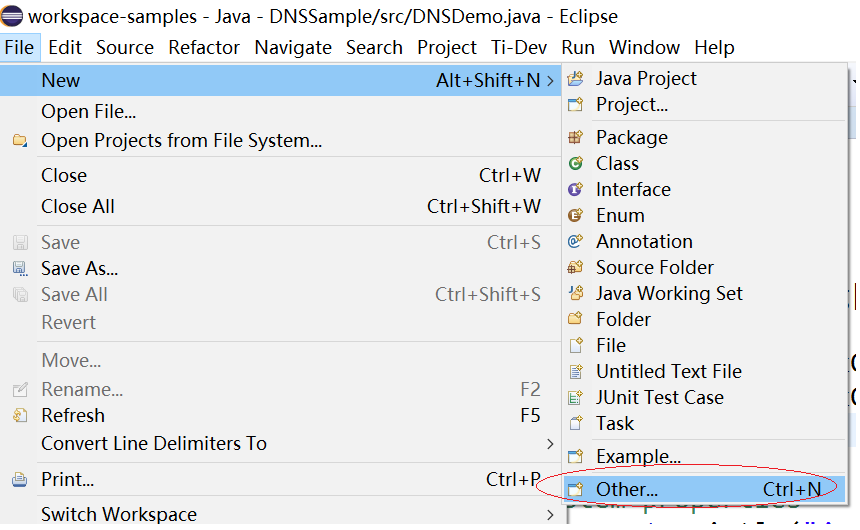 workspace-samples - Java - DNSSample/src/DNSDemo.java - Eclipse
File Edit Source Refactor Navigate Search Project Ti-Dev Run Window Help
New Alt+Shift+N
Open File...
Open Projects from File System...
Close Ctrl+W
Close All Ctrl+Shift+W
Save Ctrl+S
Save As...
Save All Ctrl+Shift+S
Revert
Move...
Rename... F2
Refresh F5
Convert Line Delimiters To
Print... Ctrl+P
Switch Workspace
Java Project
Project...
Package
Class
Interface
Enum
Annotation
Source Folder
Java Working Set
Folder
File
Untitled Text File
JUnit Test Case
Task
Example...
Other... Ctrl+N